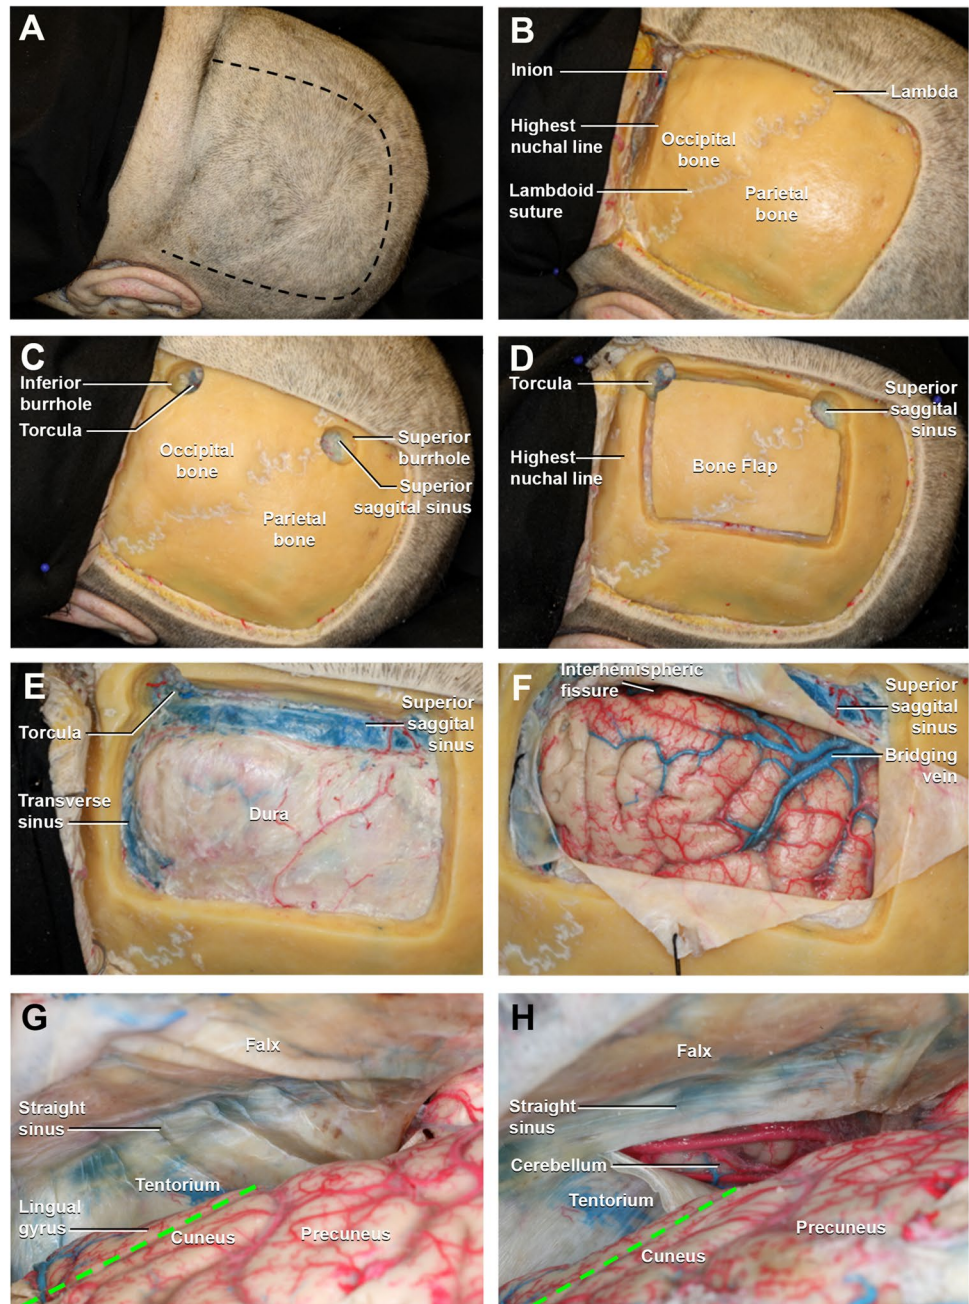 A
B
Inion
Lambda
Highest
nuchal line
Occipital
bone
Lambdoid
suture
Parietal
bone
C
Inferior
burrhole
Torcula
Occipital
bone
Superior
burrhole
Superior
saggital sinus
Parietal
bone
D
Torcula
Superior
saggital
sinus
Highest
nuchal line
Bone Flap
E
Superior
saggital
sinus
Torcula
Transverse
sinus
Dura
F
Interhemispheric
fissure
Superior
saggital
sinus
Bridging
vein
G
Falx
Straight
sinus
Tentorium
Lingual
gyrus
Cuneus
Precuneus
H
Falx
Straight
sinus
Cerebellum
Tentorium
Precuneus
Cuneus